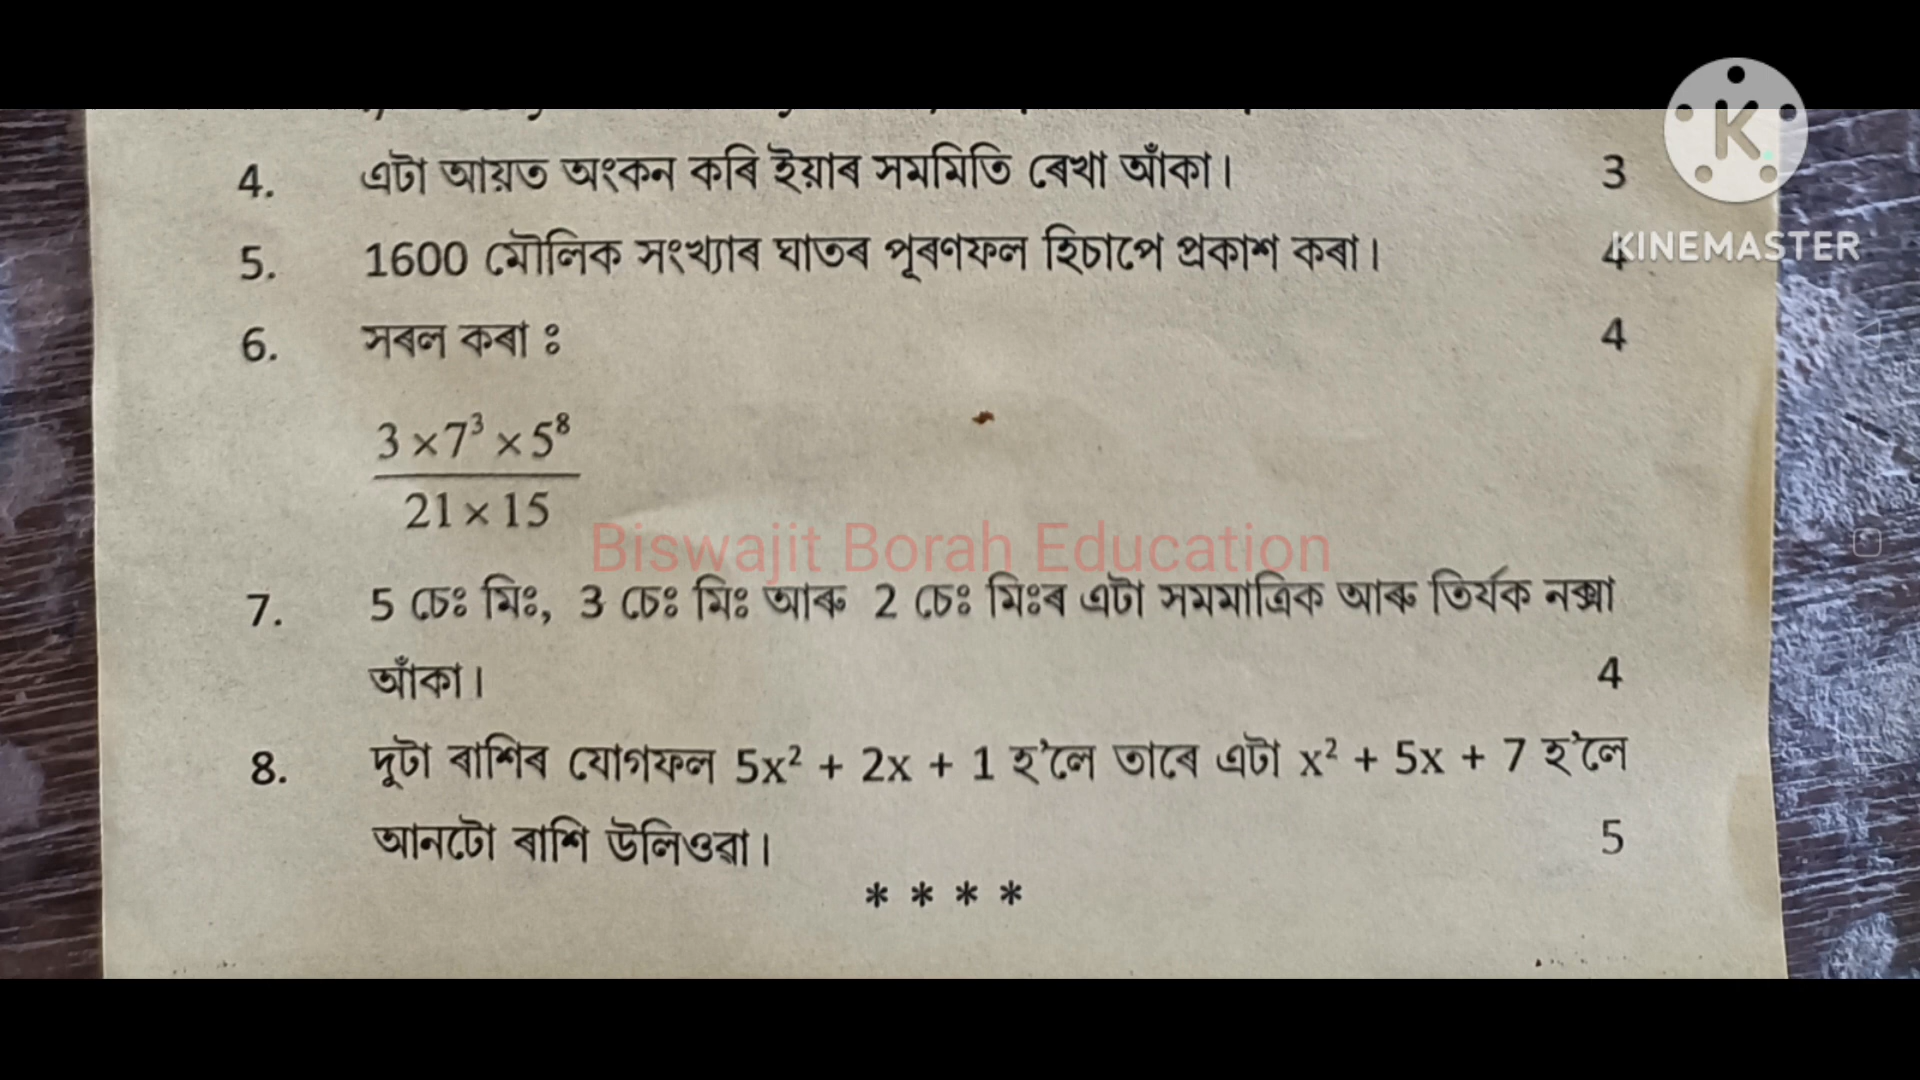 K
KINEMASTER
4. এটা আয়ত অংকন কৰি ইয়াৰ সমমিতি ৰেখা আঁকা। 3
5. 1600 মৌলিক সংখ্যাৰ ঘাতৰ পূৰণফল হিচাপে প্ৰকাশ কৰা। 4
6. সৰল কৰা ঃ 4
3 × 7³ × 5⁸
21 × 15
Biswajit Borah Education
7. 5 চেঃ মিঃ, 3 চেঃ মিঃ আৰু 2 চেঃ মিঃৰ এটা সমমাত্ৰিক আৰু তিৰ্যক নক্সা
আঁকা। 4
8. দুটা ৰাশিৰ যোগফল 5x² + 2x + 1 হ’লে তাৰে এটা x² + 5x + 7 হ’লে
আনটো ৰাশি উলিওৱা। 5
* * * *